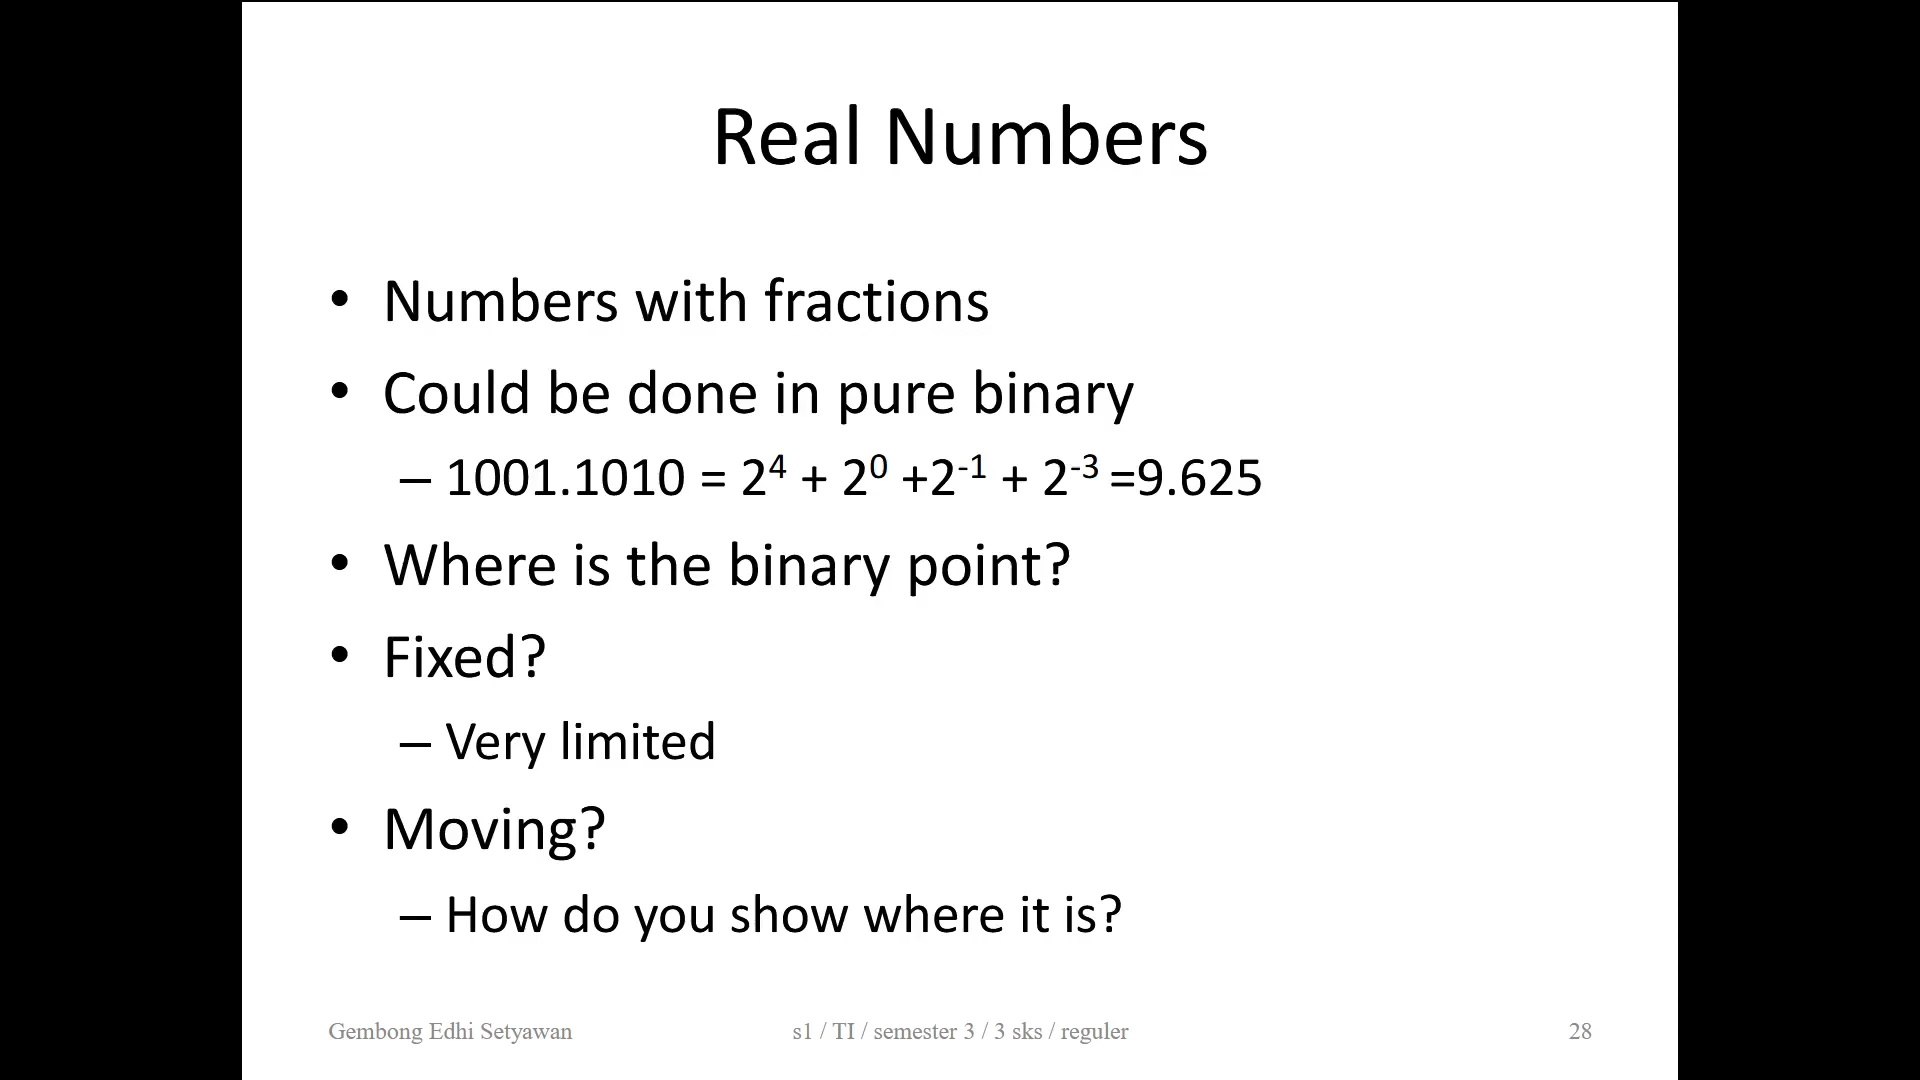 Real Numbers
• Numbers with fractions
• Could be done in pure binary
– 1001.1010 = 2⁴ + 2⁰ +2⁻¹ + 2⁻³ =9.625
• Where is the binary point?
• Fixed?
– Very limited
• Moving?
– How do you show where it is?
Gembong Edhi Setyawan s1 / TI / semester 3 / 3 sks / reguler 28